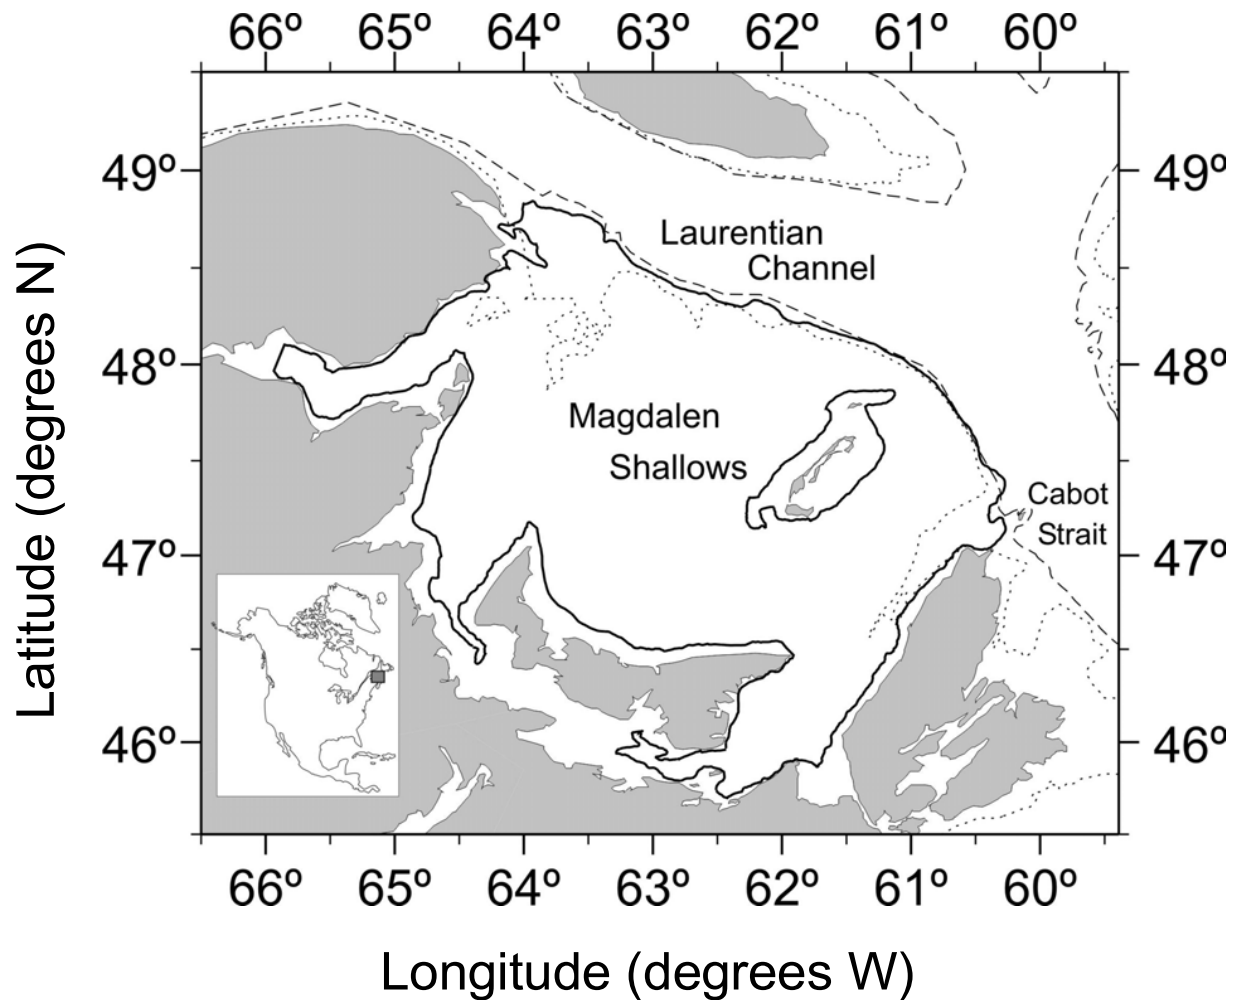 66º 65º 64º 63º 62º 61º 60º
49º 49º
Laurentian
Channel
48º 48º
Magdalen
Shallows
Cabot
Strait
47º 47º
46º 46º
66º 65º 64º 63º 62º 61º 60º
Latitude (degrees N)
Longitude (degrees W)